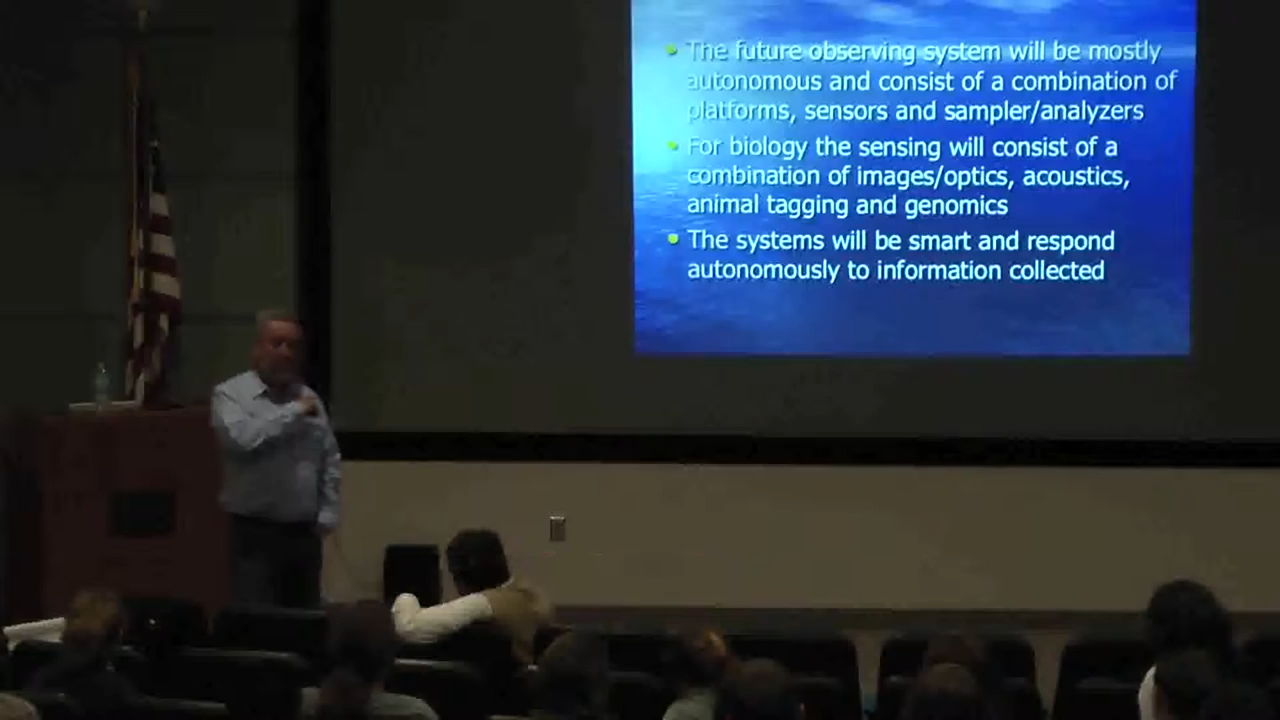 • The future observing system will be mostly
autonomous and consist of a combination of
platforms, sensors and sampler/analyzers
• For biology the sensing will consist of a
combination of images/optics, acoustics,
animal tagging and genomics
• The systems will be smart and respond
autonomously to information collected